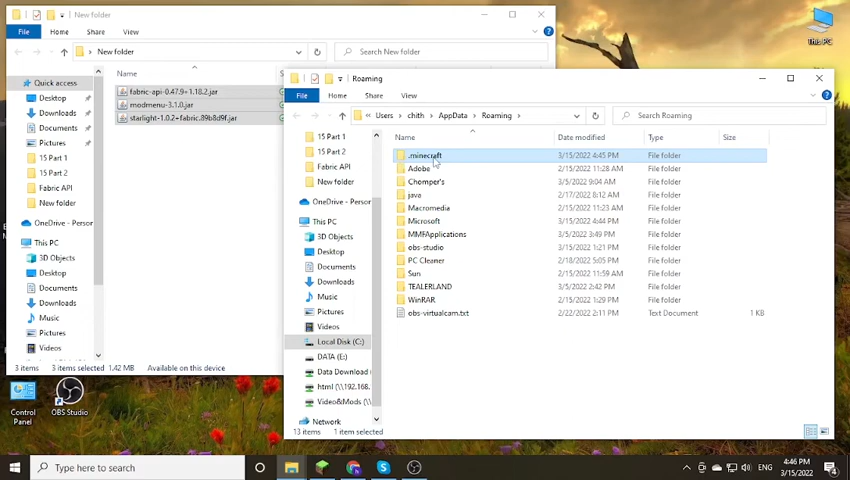 New folder
File Home Share View
New folder
Search New folder
Quick access
Desktop
Downloads
Documents
Pictures
15 Part 1
15 Part 2
Fabric API
New folder
OneDrive - Person
This PC
3D Objects
Desktop
Documents
Downloads
Music
Pictures
Videos
Name
fabric-api-0.47.9+1.18.2.jar
modmenu-3.1.0.jar
starlight-1.0.2+fabric.89b8d9f.jar
3 items 3 items selected 1.42 MB Available on this device
Roaming
File Home Share View
« Users › chith › AppData › Roaming ›
Search Roaming
15 Part 1
15 Part 2
Fabric API
New folder
OneDrive - Person
This PC
3D Objects
Desktop
Documents
Downloads
Music
Pictures
Videos
Local Disk (C:)
DATA (E:)
Data Download
html (\\192.168.
Video&Mods (\\
Network
Name Date modified Type Size
.minecraft 3/15/2022 4:45 PM File folder
Adobe 2/15/2022 11:28 AM File folder
Chomper's 3/5/2022 9:04 AM File folder
java 2/17/2022 8:12 AM File folder
Macromedia 2/15/2022 11:23 AM File folder
Microsoft 3/15/2022 4:44 PM File folder
MMFApplications 3/5/2022 3:49 PM File folder
obs-studio 3/15/2022 1:21 PM File folder
PC Cleaner 2/18/2022 5:05 PM File folder
Sun 2/15/2022 11:59 AM File folder
TEALERLAND 3/5/2022 2:42 PM File folder
WinRAR 2/15/2022 1:29 PM File folder
obs-virtualcam.txt 2/22/2022 2:11 PM Text Document 1 KB
13 items 1 item selected
This PC
Control Panel
OBS Studio
Type here to search
ENG
4:46 PM
3/15/2022
4